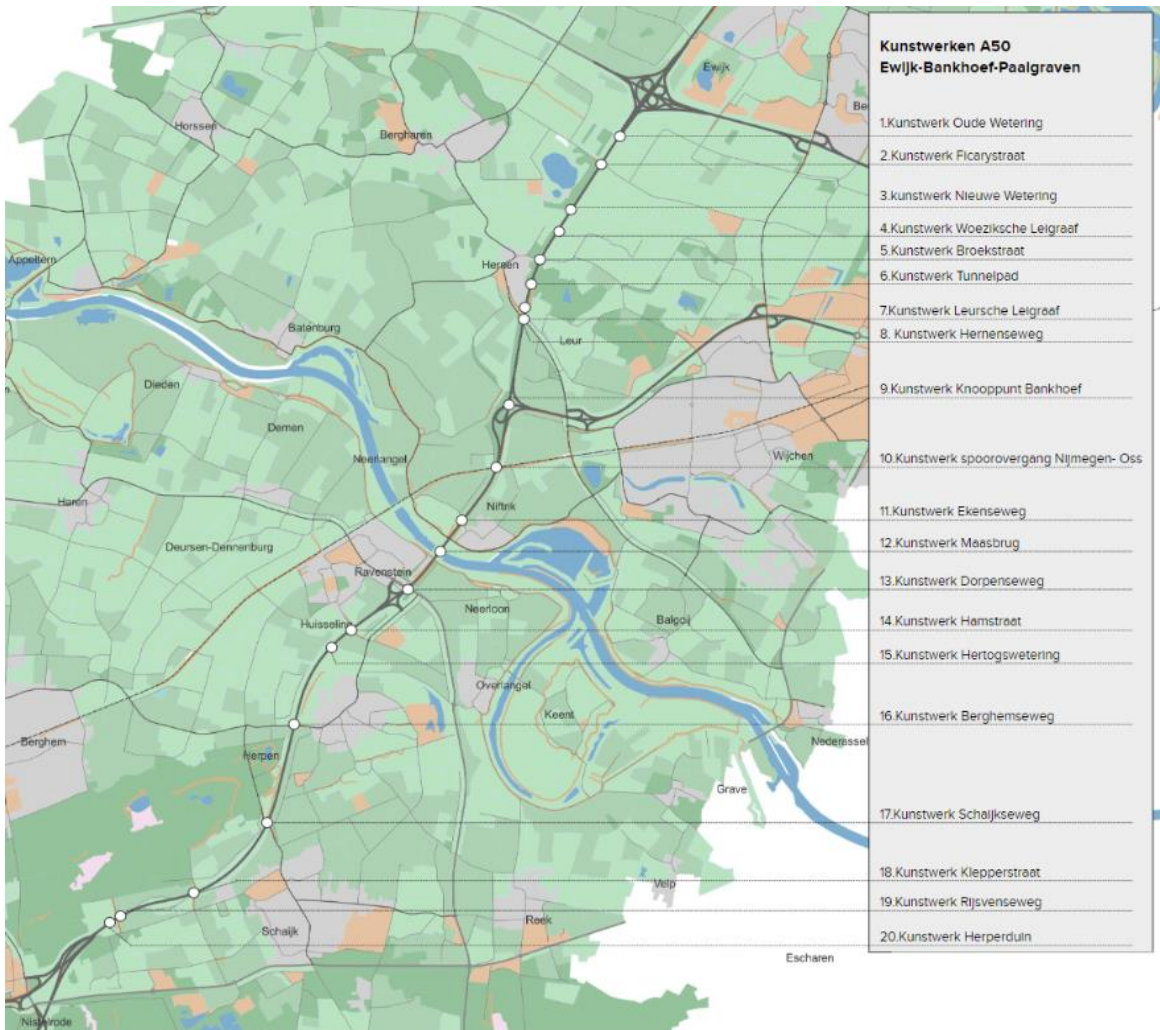 Kunstwerken A50
Ewijk-Bankhoef-Paalgraven
1.Kunstwerk Oude Wetering
2.Kunstwerk Ficarystraat
3.kunstwerk Nieuwe Wetering
4.Kunstwerk Woeziksche Leigraaf
5.Kunstwerk Broekstraat
6.Kunstwerk Tunnelpad
7.Kunstwerk Leursche Leigraaf
8. Kunstwerk Hernenseweg
9.Kunstwerk Knooppunt Bankhoef
10.Kunstwerk spoorovergang Nijmegen- Oss
11.Kunstwerk Ekenseweg
12.Kunstwerk Maasbrug
13.Kunstwerk Dorpenseweg
14.Kunstwerk Hamstraat
15.Kunstwerk Hertogswetering
16.Kunstwerk Berghemseweg
17.Kunstwerk Schaijkseweg
18.Kunstwerk Klepperstraat
19.Kunstwerk Rijsvenseweg
20.Kunstwerk Herperduin
Ewijk
Horssen
Bergharen
Appeltern
Hernen
Batenburg
Leur
Dieden
Demen
Neerlangel
Wijchen
Haren
Niftrik
Deursen-Dennenburg
Ravenstein
Neerloon
Balgoij
Huisseling
Overlangel
Keent
Berghem
Herpen
Nederassel
Grave
Velp
Schaijk
Reek
Escharen
Nistelrode